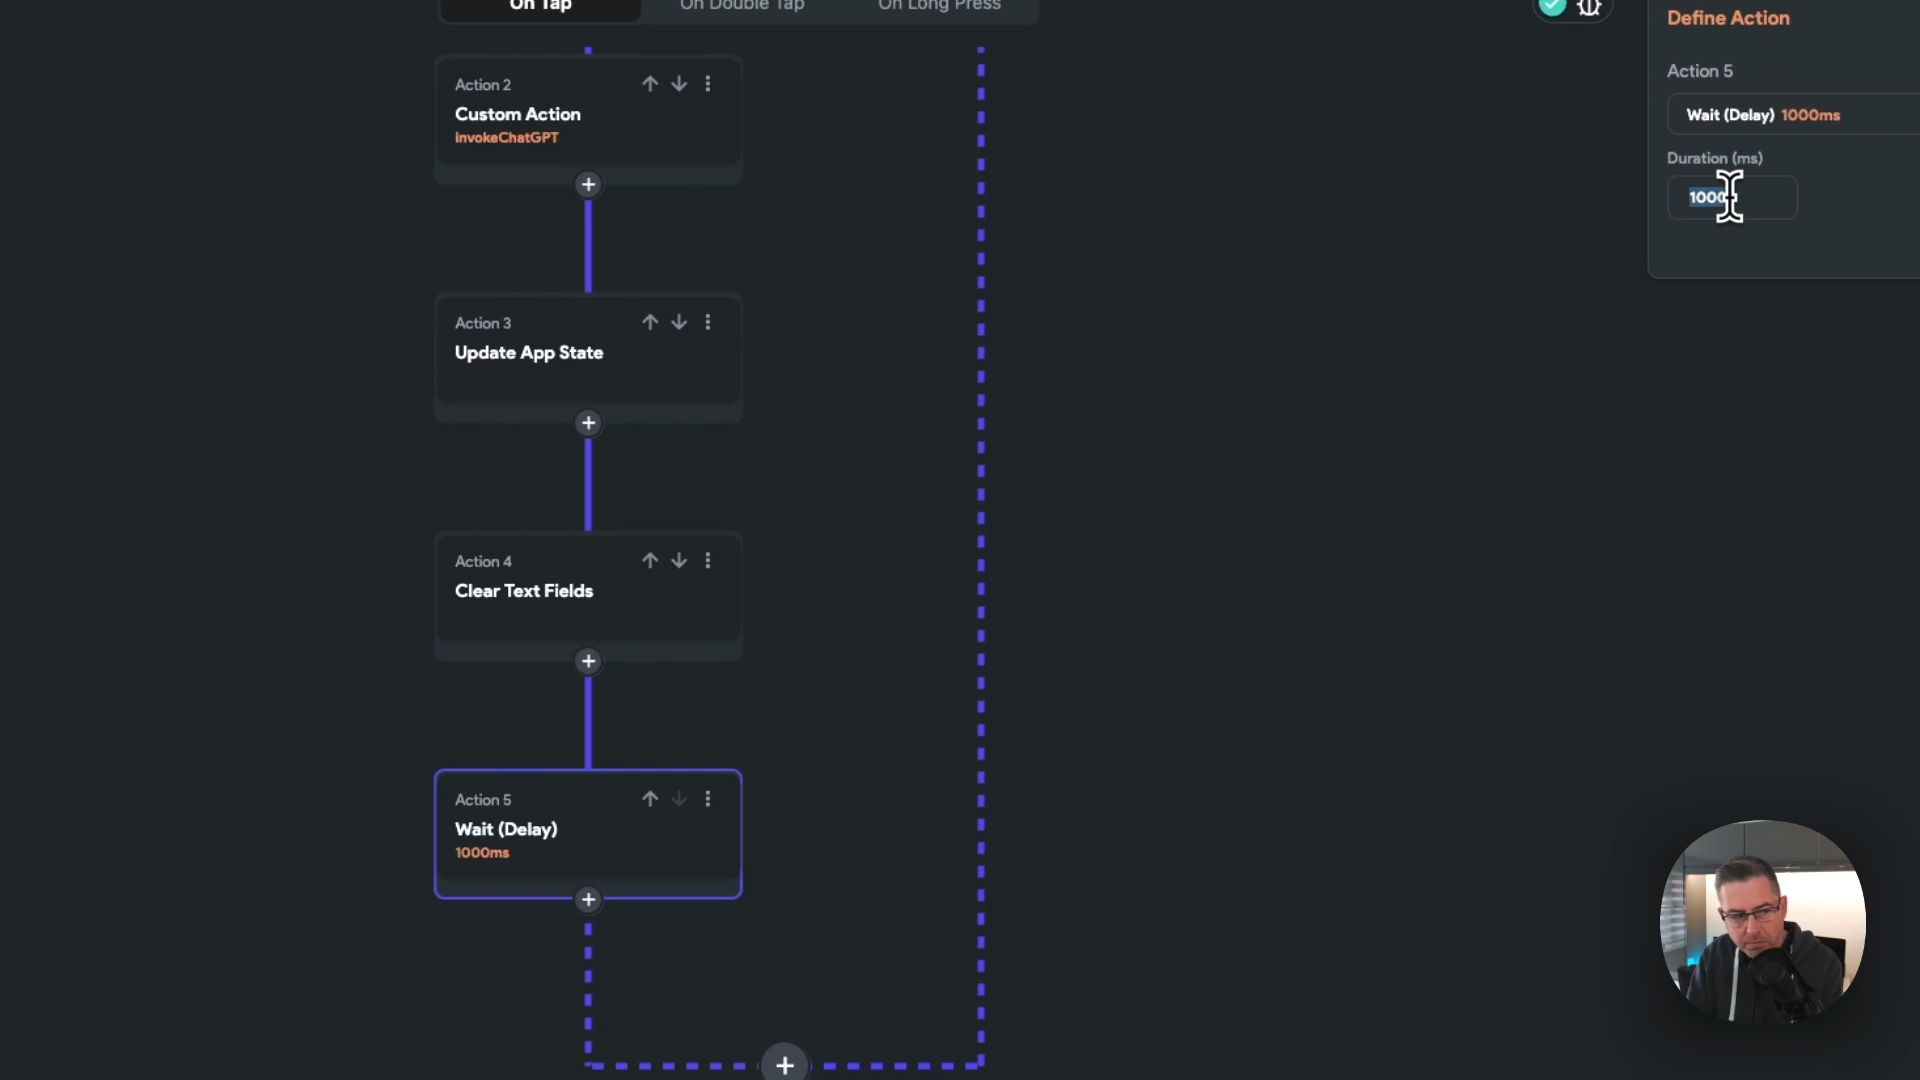 On Tap
On Double Tap
On Long Press
Action 2
Custom Action
invokeChatGPT
Action 3
Update App State
Action 4
Clear Text Fields
Action 5
Wait (Delay)
1000ms
Define Action
Action 5
Wait (Delay) 1000ms
Duration (ms)
1000